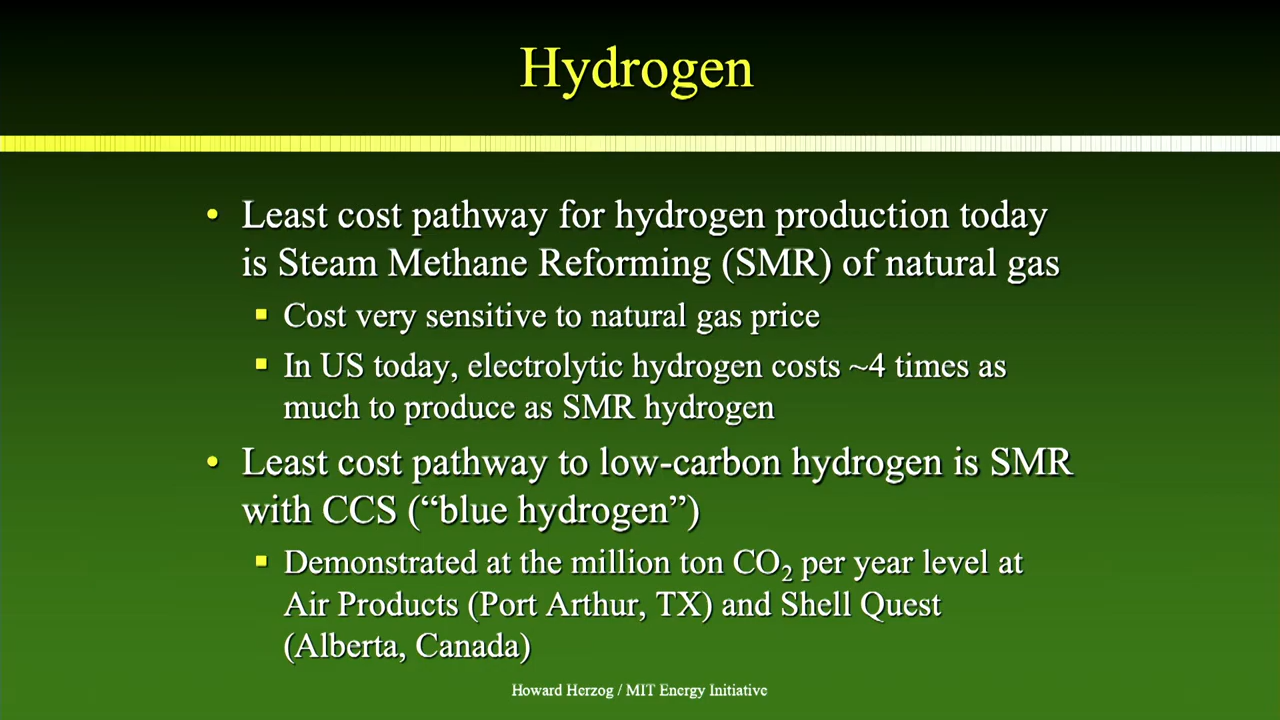 Hydrogen
• Least cost pathway for hydrogen production today
is Steam Methane Reforming (SMR) of natural gas
▪ Cost very sensitive to natural gas price
▪ In US today, electrolytic hydrogen costs ~4 times as
much to produce as SMR hydrogen
• Least cost pathway to low-carbon hydrogen is SMR
with CCS (“blue hydrogen”)
▪ Demonstrated at the million ton CO₂ per year level at
Air Products (Port Arthur, TX) and Shell Quest
(Alberta, Canada)
Howard Herzog / MIT Energy Initiative